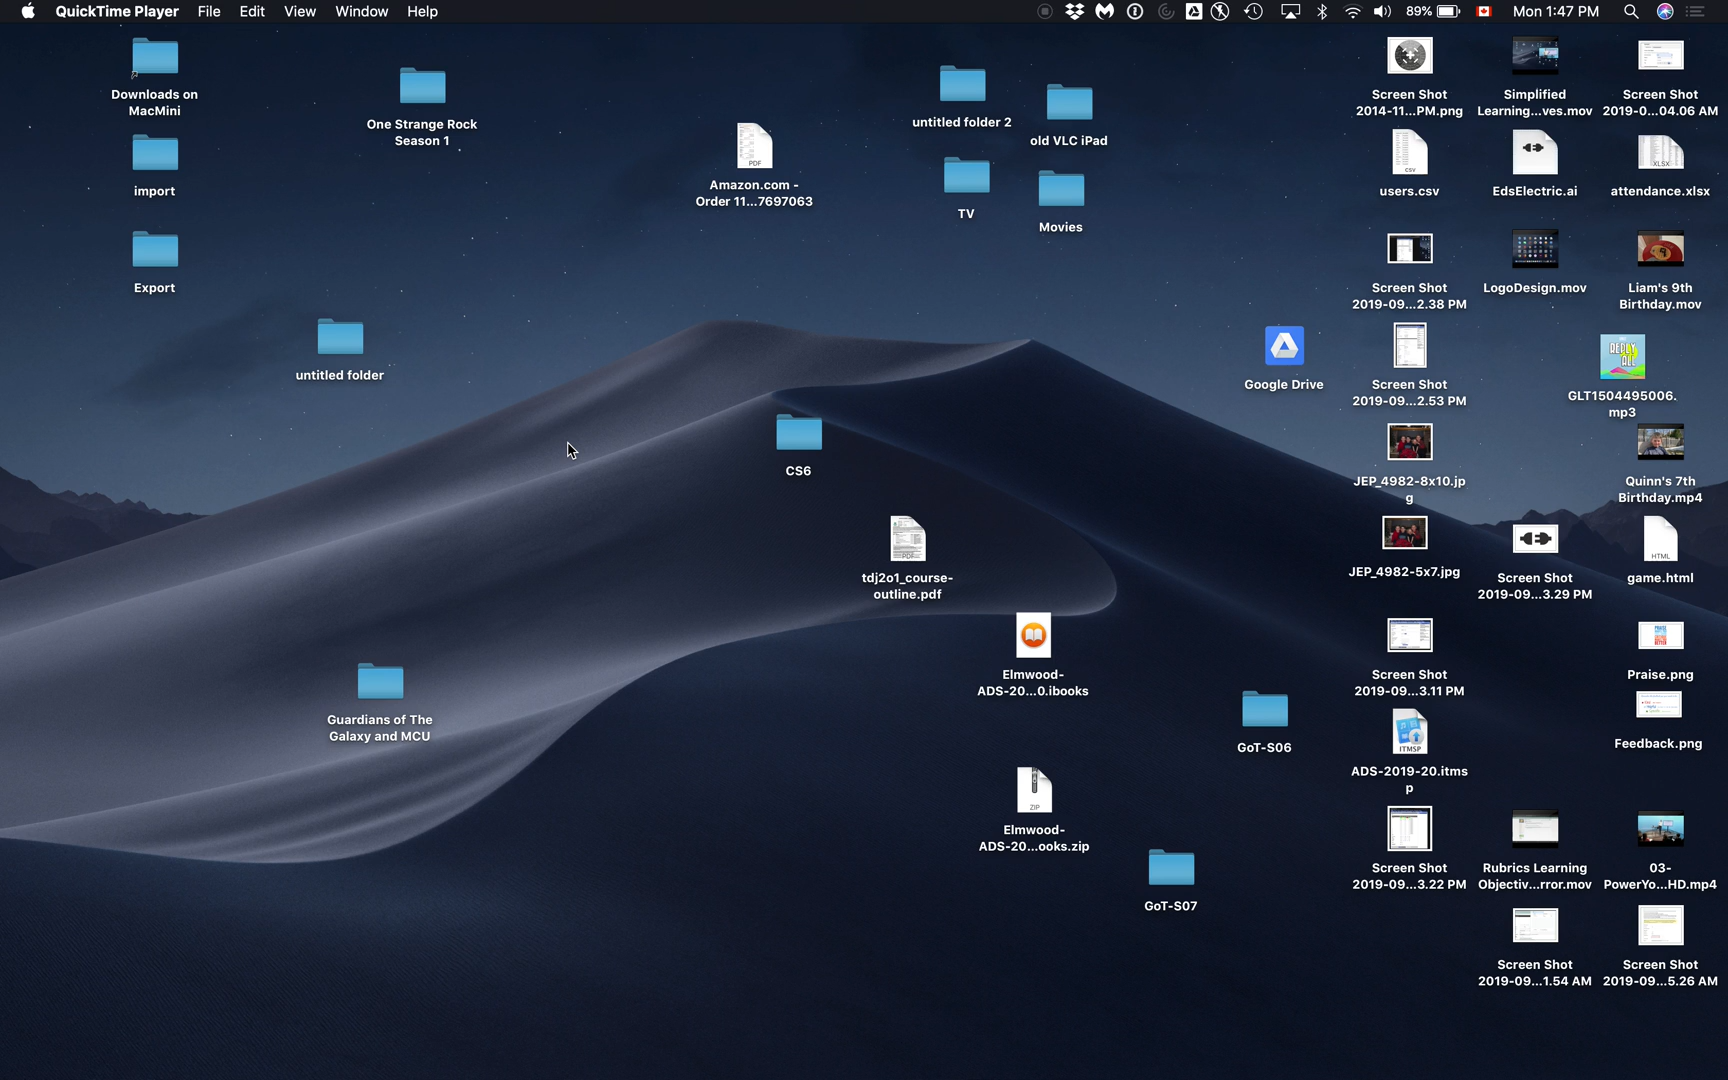 QuickTime Player File Edit View Window Help 89% Mon 1:47 PM
Downloads on
MacMini
import
Export
One Strange Rock
Season 1
untitled folder
Guardians of The
Galaxy and MCU
PDF
Amazon.com -
Order 11...7697063
untitled folder 2
old VLC iPad
TV
Movies
CS6
PDF
tdj2o1_course-
outline.pdf
Elmwood-
ADS-20...0.ibooks
ZIP
Elmwood-
ADS-20...ooks.zip
Google Drive
GoT-S06
GoT-S07
Screen Shot
2014-11...PM.png
CSV
users.csv
Screen Shot
2019-09...2.38 PM
Screen Shot
2019-09...2.53 PM
JEP_4982-8x10.jp
g
JEP_4982-5x7.jpg
Screen Shot
2019-09...3.11 PM
ITMSP
ADS-2019-20.itms
p
Screen Shot
2019-09...3.22 PM
Simplified
Learning...ves.mov
EdsElectric.ai
LogoDesign.mov
Screen Shot
2019-09...3.29 PM
Rubrics Learning
Objectiv...rror.mov
Screen Shot
2019-09...1.54 AM
Screen Shot
2019-0...04.06 AM
XLSX
attendance.xlsx
Liam's 9th
Birthday.mov
REPLY
ALL
GLT1504495006.
mp3
Quinn's 7th
Birthday.mp4
HTML
game.html
Praise.png
Feedback.png
03-
PowerYo...HD.mp4
Screen Shot
2019-09...5.26 AM